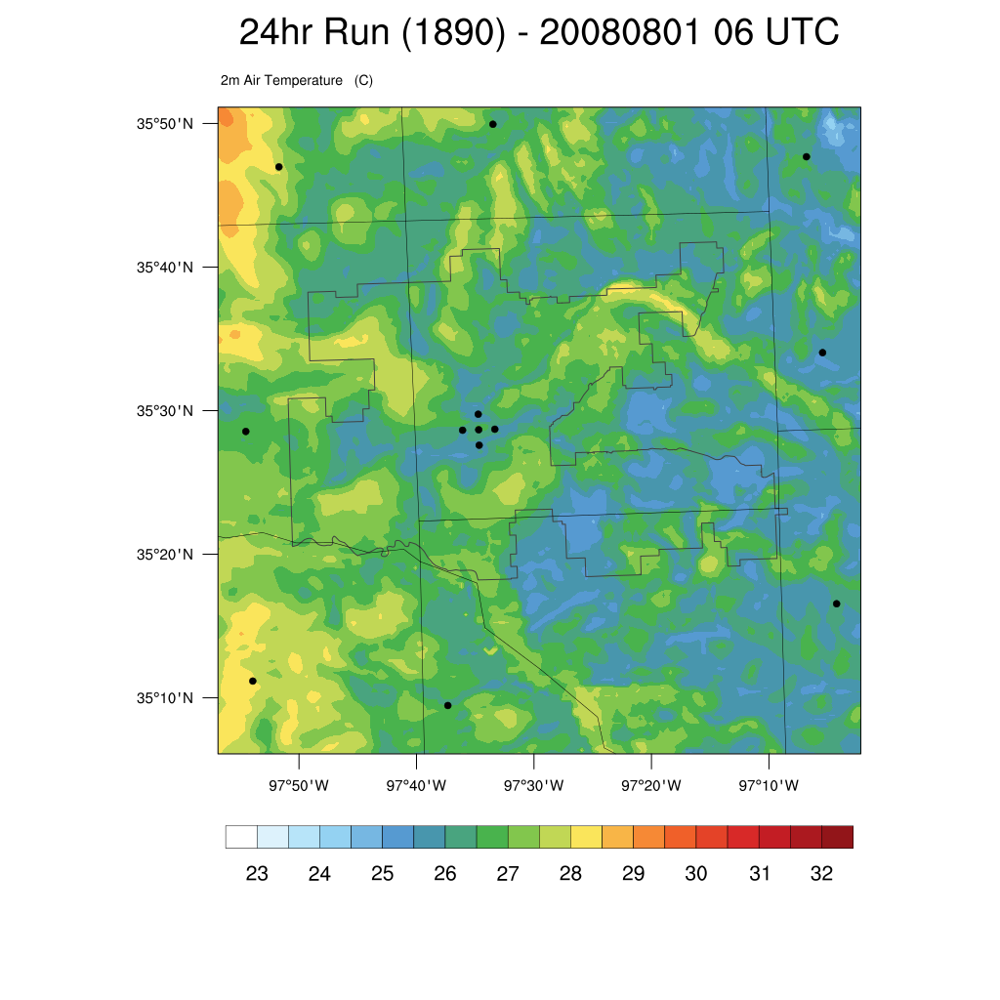 24hr Run (1890) - 20080801 06 UTC
2m Air Temperature (C)
35°50'N
35°40'N
35°30'N
35°20'N
35°10'N
97°50'W 97°40'W 97°30'W 97°20'W 97°10'W
23 24 25 26 27 28 29 30 31 32